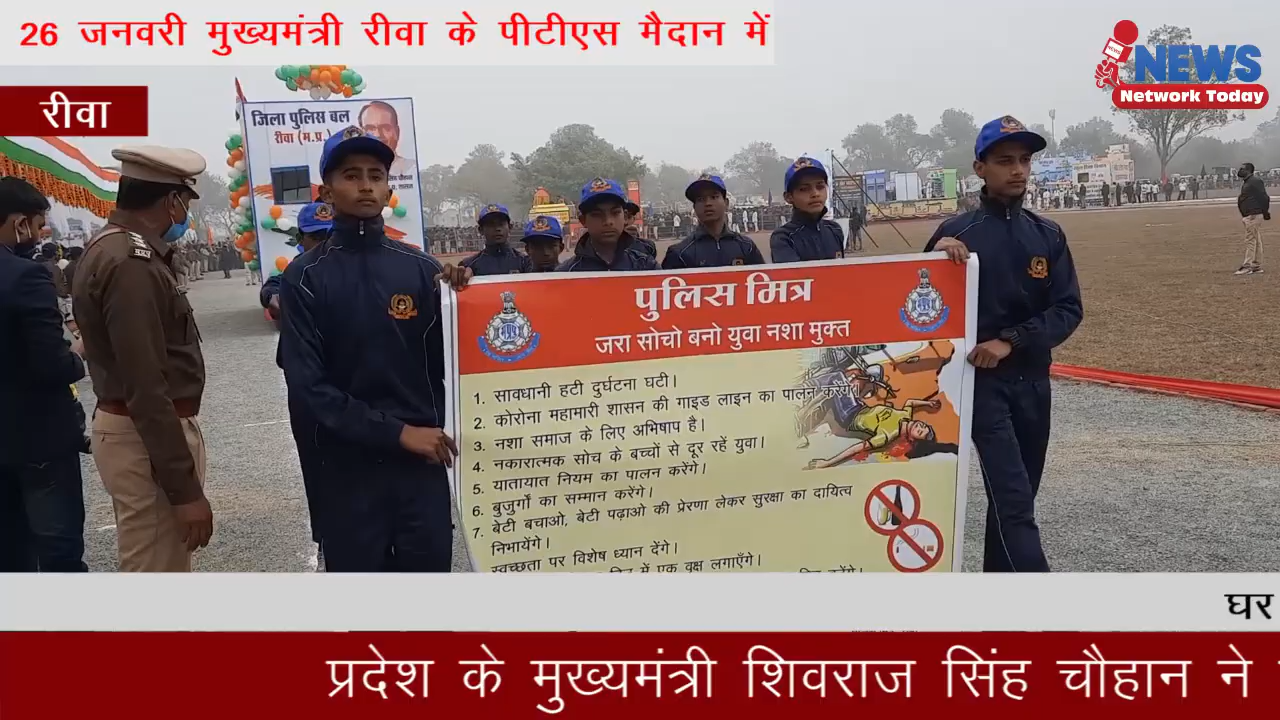 26 जनवरी मुख्यमंत्री रीवा के पीटीएस मैदान में
NEWS
Network Today
रीवा
जिला पुलिस बल
रीवा (म.प्र.)
पुलिस मित्र
जरा सोचो बनो युवा नशा मुक्त
1. सावधानी हटी दुर्घटना घटी।
2. कोरोना महामारी शासन की गाइड लाइन का पालन करेंगे।
3. नशा समाज के लिए अभिषाप है।
4. नकारात्मक सोच के बच्चों से दूर रहें युवा।
5. यातायात नियम का पालन करेंगे।
6. बुजुर्गों का सम्मान करेंगे।
7. बेटी बचाओ, बेटी पढ़ाओ की प्रेरणा लेकर सुरक्षा का दायित्व
निभायेंगे।
स्वच्छता पर विशेष ध्यान देंगे।
में एक वृक्ष लगाएँगे।
घर
प्रदेश के मुख्यमंत्री शिवराज सिंह चौहान ने